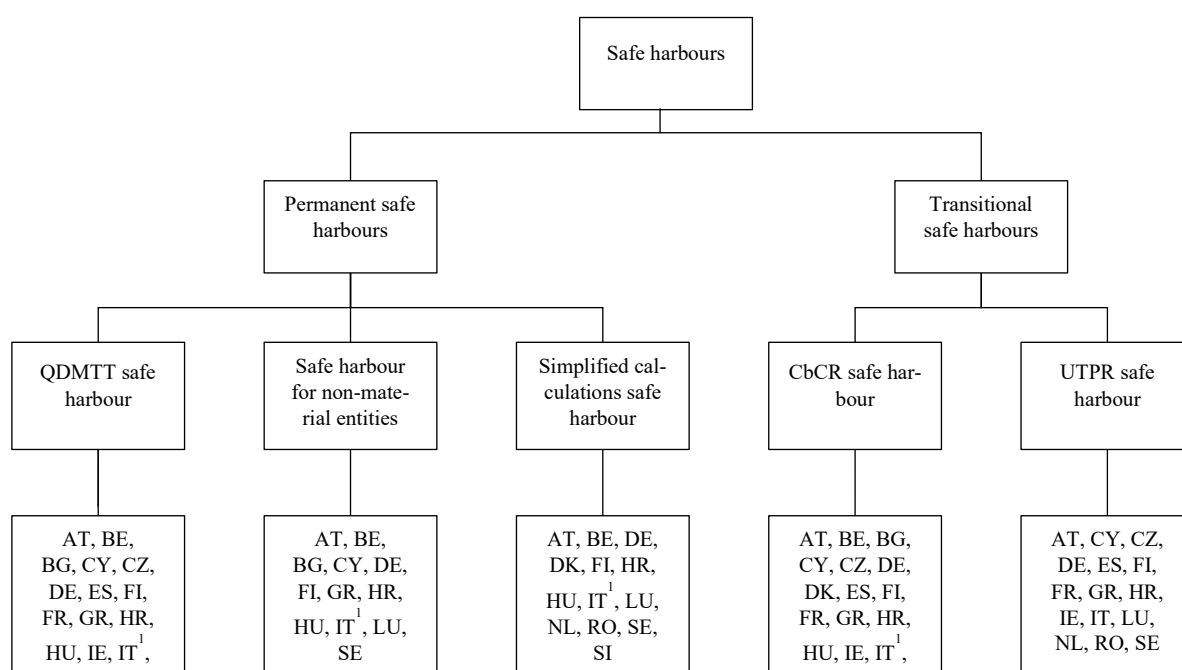 Safe harbours
Permanent safe
harbours
Transitional
safe harbours
QDMTT safe
harbour
Safe harbour
for non-mate-
rial entities
Simplified cal-
culations safe
harbour
CbCR safe har-
bour
UTPR safe
harbour
AT, BE,
BG, CY, CZ,
DE, ES, FI,
FR, GR, HR,
HU, IE, IT¹,
AT, BE,
BG, CY, DE,
FI, GR, HR,
HU, IT¹, LU,
SE
AT, BE, DE,
DK, FI, HR,
HU, IT¹, LU,
NL, RO, SE,
SI
AT, BE, BG,
CY, CZ, DE,
DK, ES, FI,
FR, GR, HR,
HU, IE, IT¹,
AT, CY, CZ,
DE, ES, FI,
FR, GR, HR,
IE, IT, LU,
NL, RO, SE